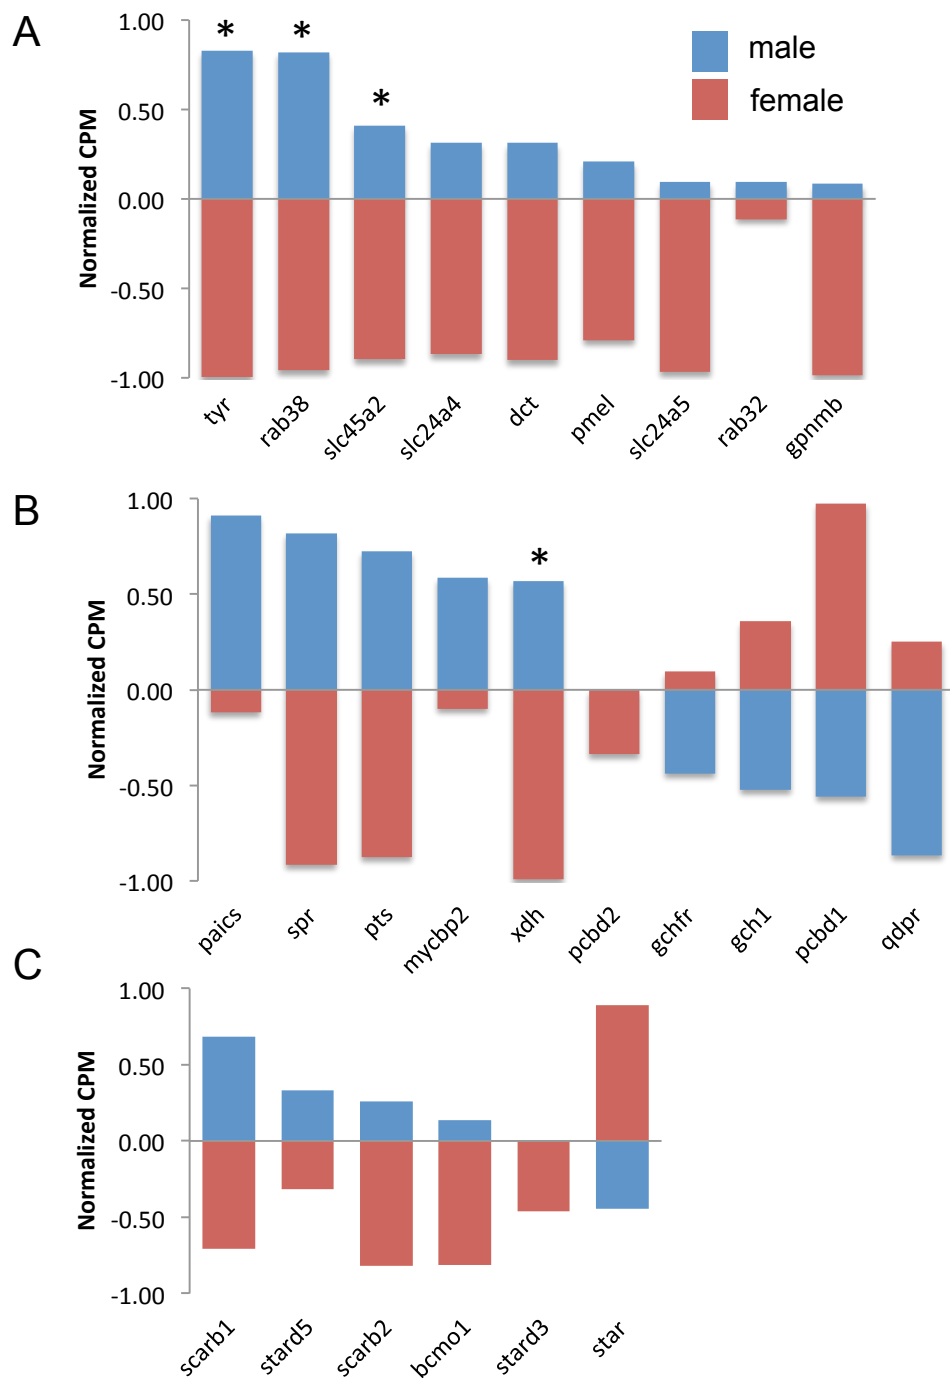 A
1.00
0.50
0.00
-0.50
-1.00
Normalized CPM
* * *
male
female
tyr rab38 slc45a2 slc24a4 dct pmel slc24a5 rab32 gpnmb
B
1.00
0.50
0.00
-0.50
-1.00
Normalized CPM
*
paics spr pts mycbp2 xdh pcbd2 gchfr gch1 pcbd1 qdpr
C
1.00
0.50
0.00
-0.50
-1.00
Normalized CPM
scarb1 stard5 scarb2 bcmo1 stard3 star